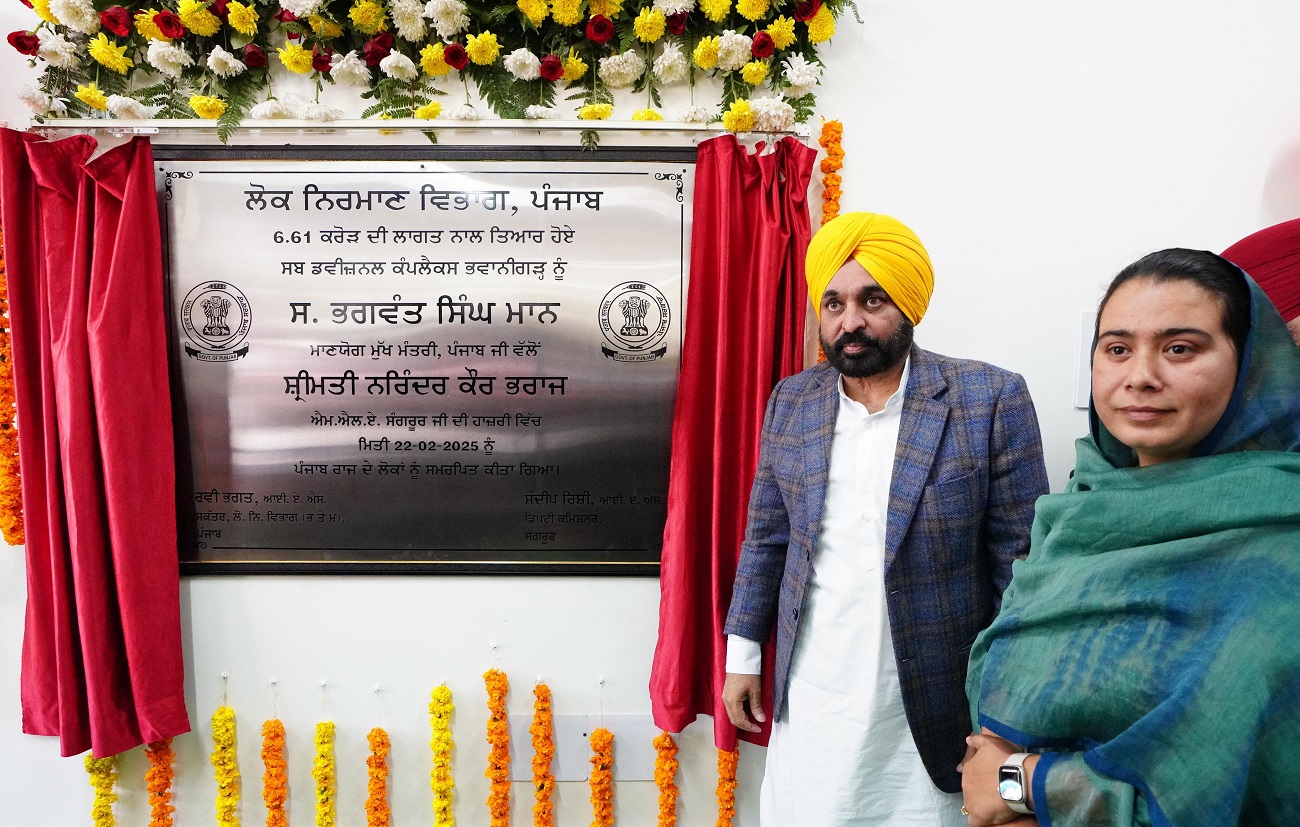 ਲੋਕ ਨਿਰਮਾਣ ਵਿਭਾਗ, ਪੰਜਾਬ
6.61 ਕਰੋੜ ਦੀ ਲਾਗਤ ਨਾਲ ਤਿਆਰ ਹੋਏ
ਸਬ ਡਵੀਜ਼ਨਲ ਕੰਪਲੈਕਸ ਭਵਾਨੀਗੜ੍ਹ ਨੂੰ
ਸ. ਭਗਵੰਤ ਸਿੰਘ ਮਾਨ
ਮਾਣਯੋਗ ਮੁੱਖ ਮੰਤਰੀ, ਪੰਜਾਬ ਜੀ ਵੱਲੋਂ
GOVT. OF PUNJAB
GOVT. OF PUNJAB
ਸ਼੍ਰੀਮਤੀ ਨਰਿੰਦਰ ਕੌਰ ਭਰਾਜ
ਐਮ.ਐਲ.ਏ. ਸੰਗਰੂਰ ਜੀ ਦੀ ਹਾਜ਼ਰੀ ਵਿੱਚ
ਮਿਤੀ 22-02-2025 ਨੂੰ
ਪੰਜਾਬ ਰਾਜ ਦੇ ਲੋਕਾਂ ਨੂੰ ਸਮਰਪਿਤ ਕੀਤਾ ਗਿਆ।
ਰਵੀ ਭਗਤ, ਆਈ. ਏ. ਐਸ.
ਸਕੱਤਰ, ਲੋ. ਨਿ. ਵਿਭਾਗ (ਭ ਤੇ ਮ),
ਪੰਜਾਬ
ਸੰਦੀਪ ਰਿਸ਼ੀ, ਆਈ. ਏ. ਐਸ.
ਡਿਪਟੀ ਕਮਿਸ਼ਨਰ,
ਸੰਗਰੂਰ